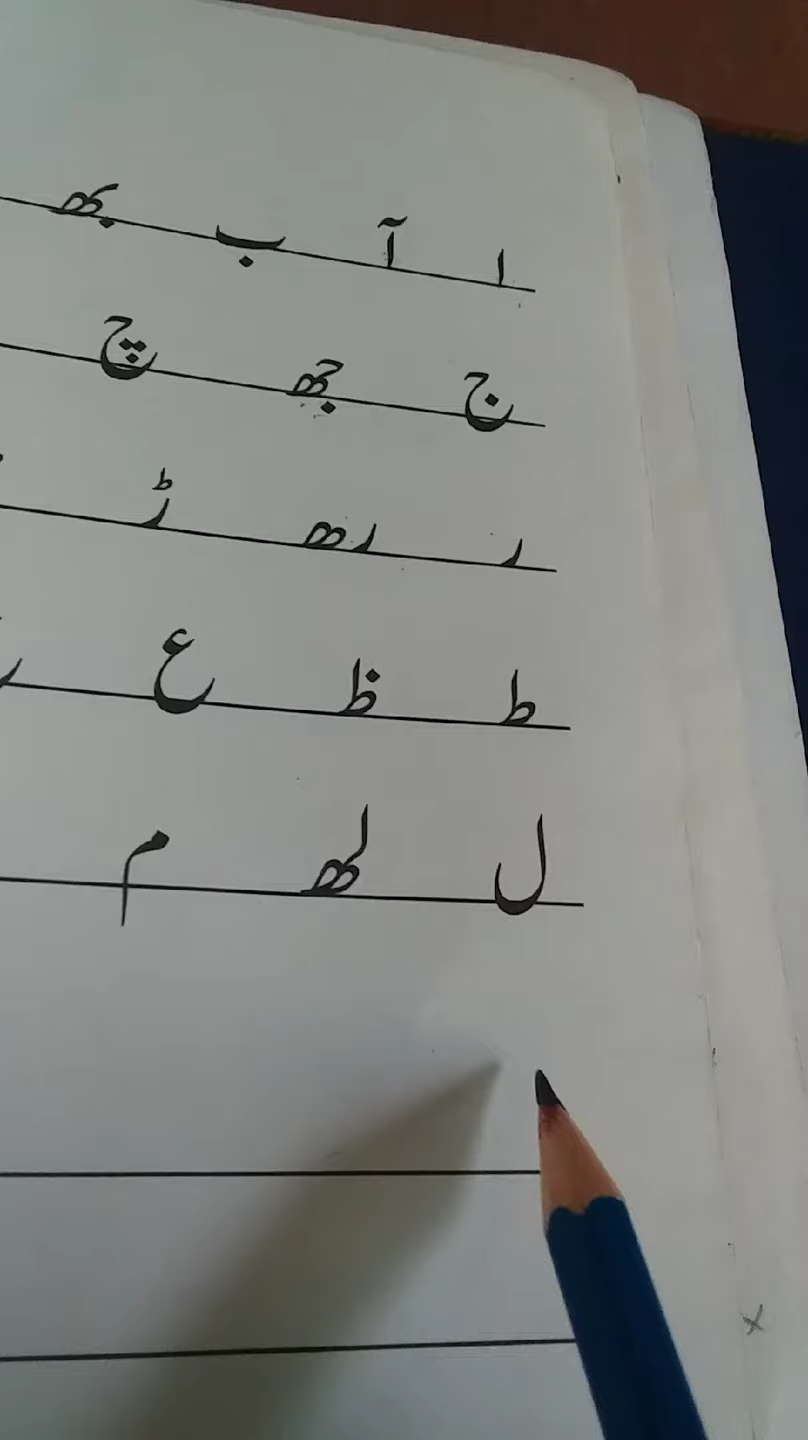 ا آ ب بھ
ج جھ چ
ر رھ ڑ
ط ظ ع
ل لھ م